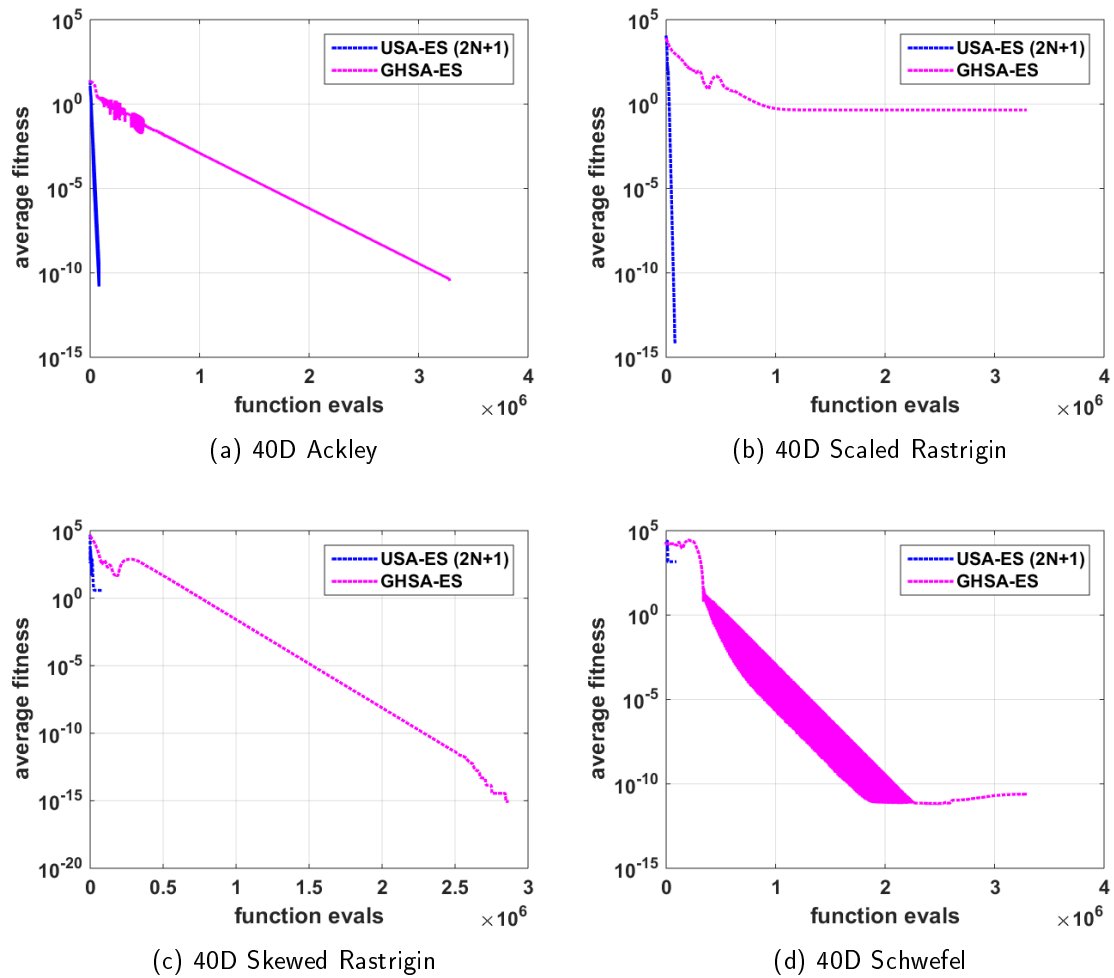 10^5
10^0
10^-5
10^-10
10^-15
average fitness
USA-ES (2N+1)
GHSA-ES
0 1 2 3 4
function evals
×10^6
(a) 40D Ackley
10^5
10^0
10^-5
10^-10
10^-15
average fitness
USA-ES (2N+1)
GHSA-ES
0 1 2 3 4
function evals
×10^6
(b) 40D Scaled Rastrigin
10^5
10^0
10^-5
10^-10
10^-15
10^-20
average fitness
USA-ES (2N+1)
GHSA-ES
0 0.5 1 1.5 2 2.5 3
function evals
×10^6
(c) 40D Skewed Rastrigin
10^5
10^0
10^-5
10^-10
10^-15
average fitness
USA-ES (2N+1)
GHSA-ES
0 1 2 3 4
function evals
×10^6
(d) 40D Schwefel